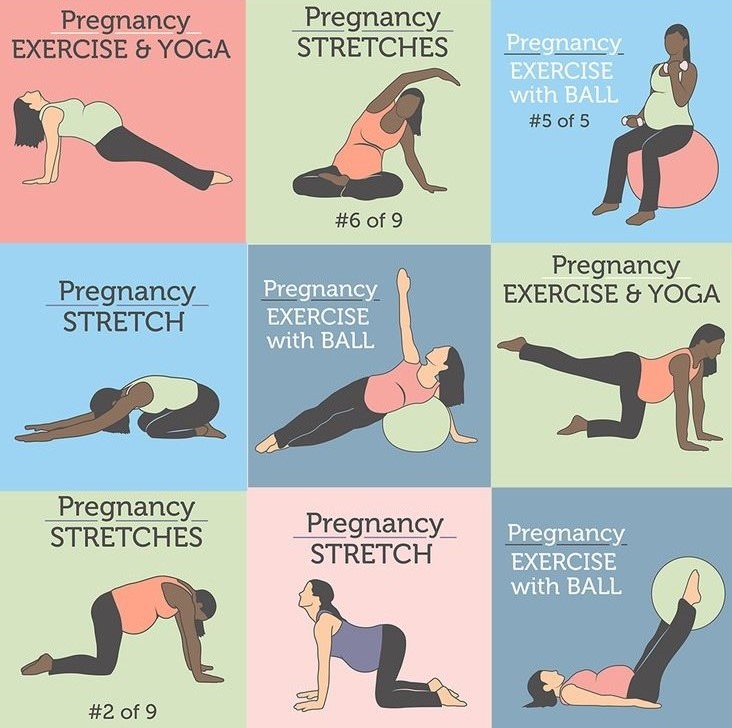 Pregnancy
EXERCISE & YOGA
Pregnancy
STRETCHES
#6 of 9
Pregnancy
EXERCISE
with BALL
#5 of 5
Pregnancy
STRETCH
Pregnancy
EXERCISE
with BALL
Pregnancy
EXERCISE & YOGA
Pregnancy
STRETCHES
#2 of 9
Pregnancy
STRETCH
Pregnancy
EXERCISE
with BALL